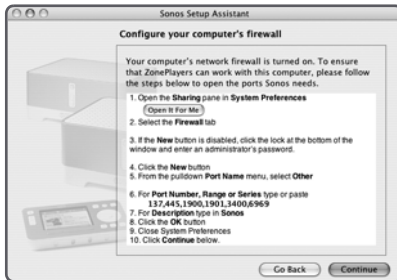 Sonos Setup Assistant
Configure your computer's firewall
Your computer's network firewall is turned on. To ensure
that ZonePlayers can work with this computer, please follow
the steps below to open the ports Sonos needs.
1. Open the Sharing pane in System Preferences
Open It For Me
2. Select the Firewall tab
3. If the New button is disabled, click the lock at the bottom of the
window and enter an administrator's password.
4. Click the New button
5. From the pulldown Port Name menu, select Other
6. For Port Number, Range or Series type or paste
137,445,1900,1901,3400,6969
7. For Description type in Sonos
8. Click the OK button
9. Close System Preferences
10. Click Continue below.
Go Back
Continue